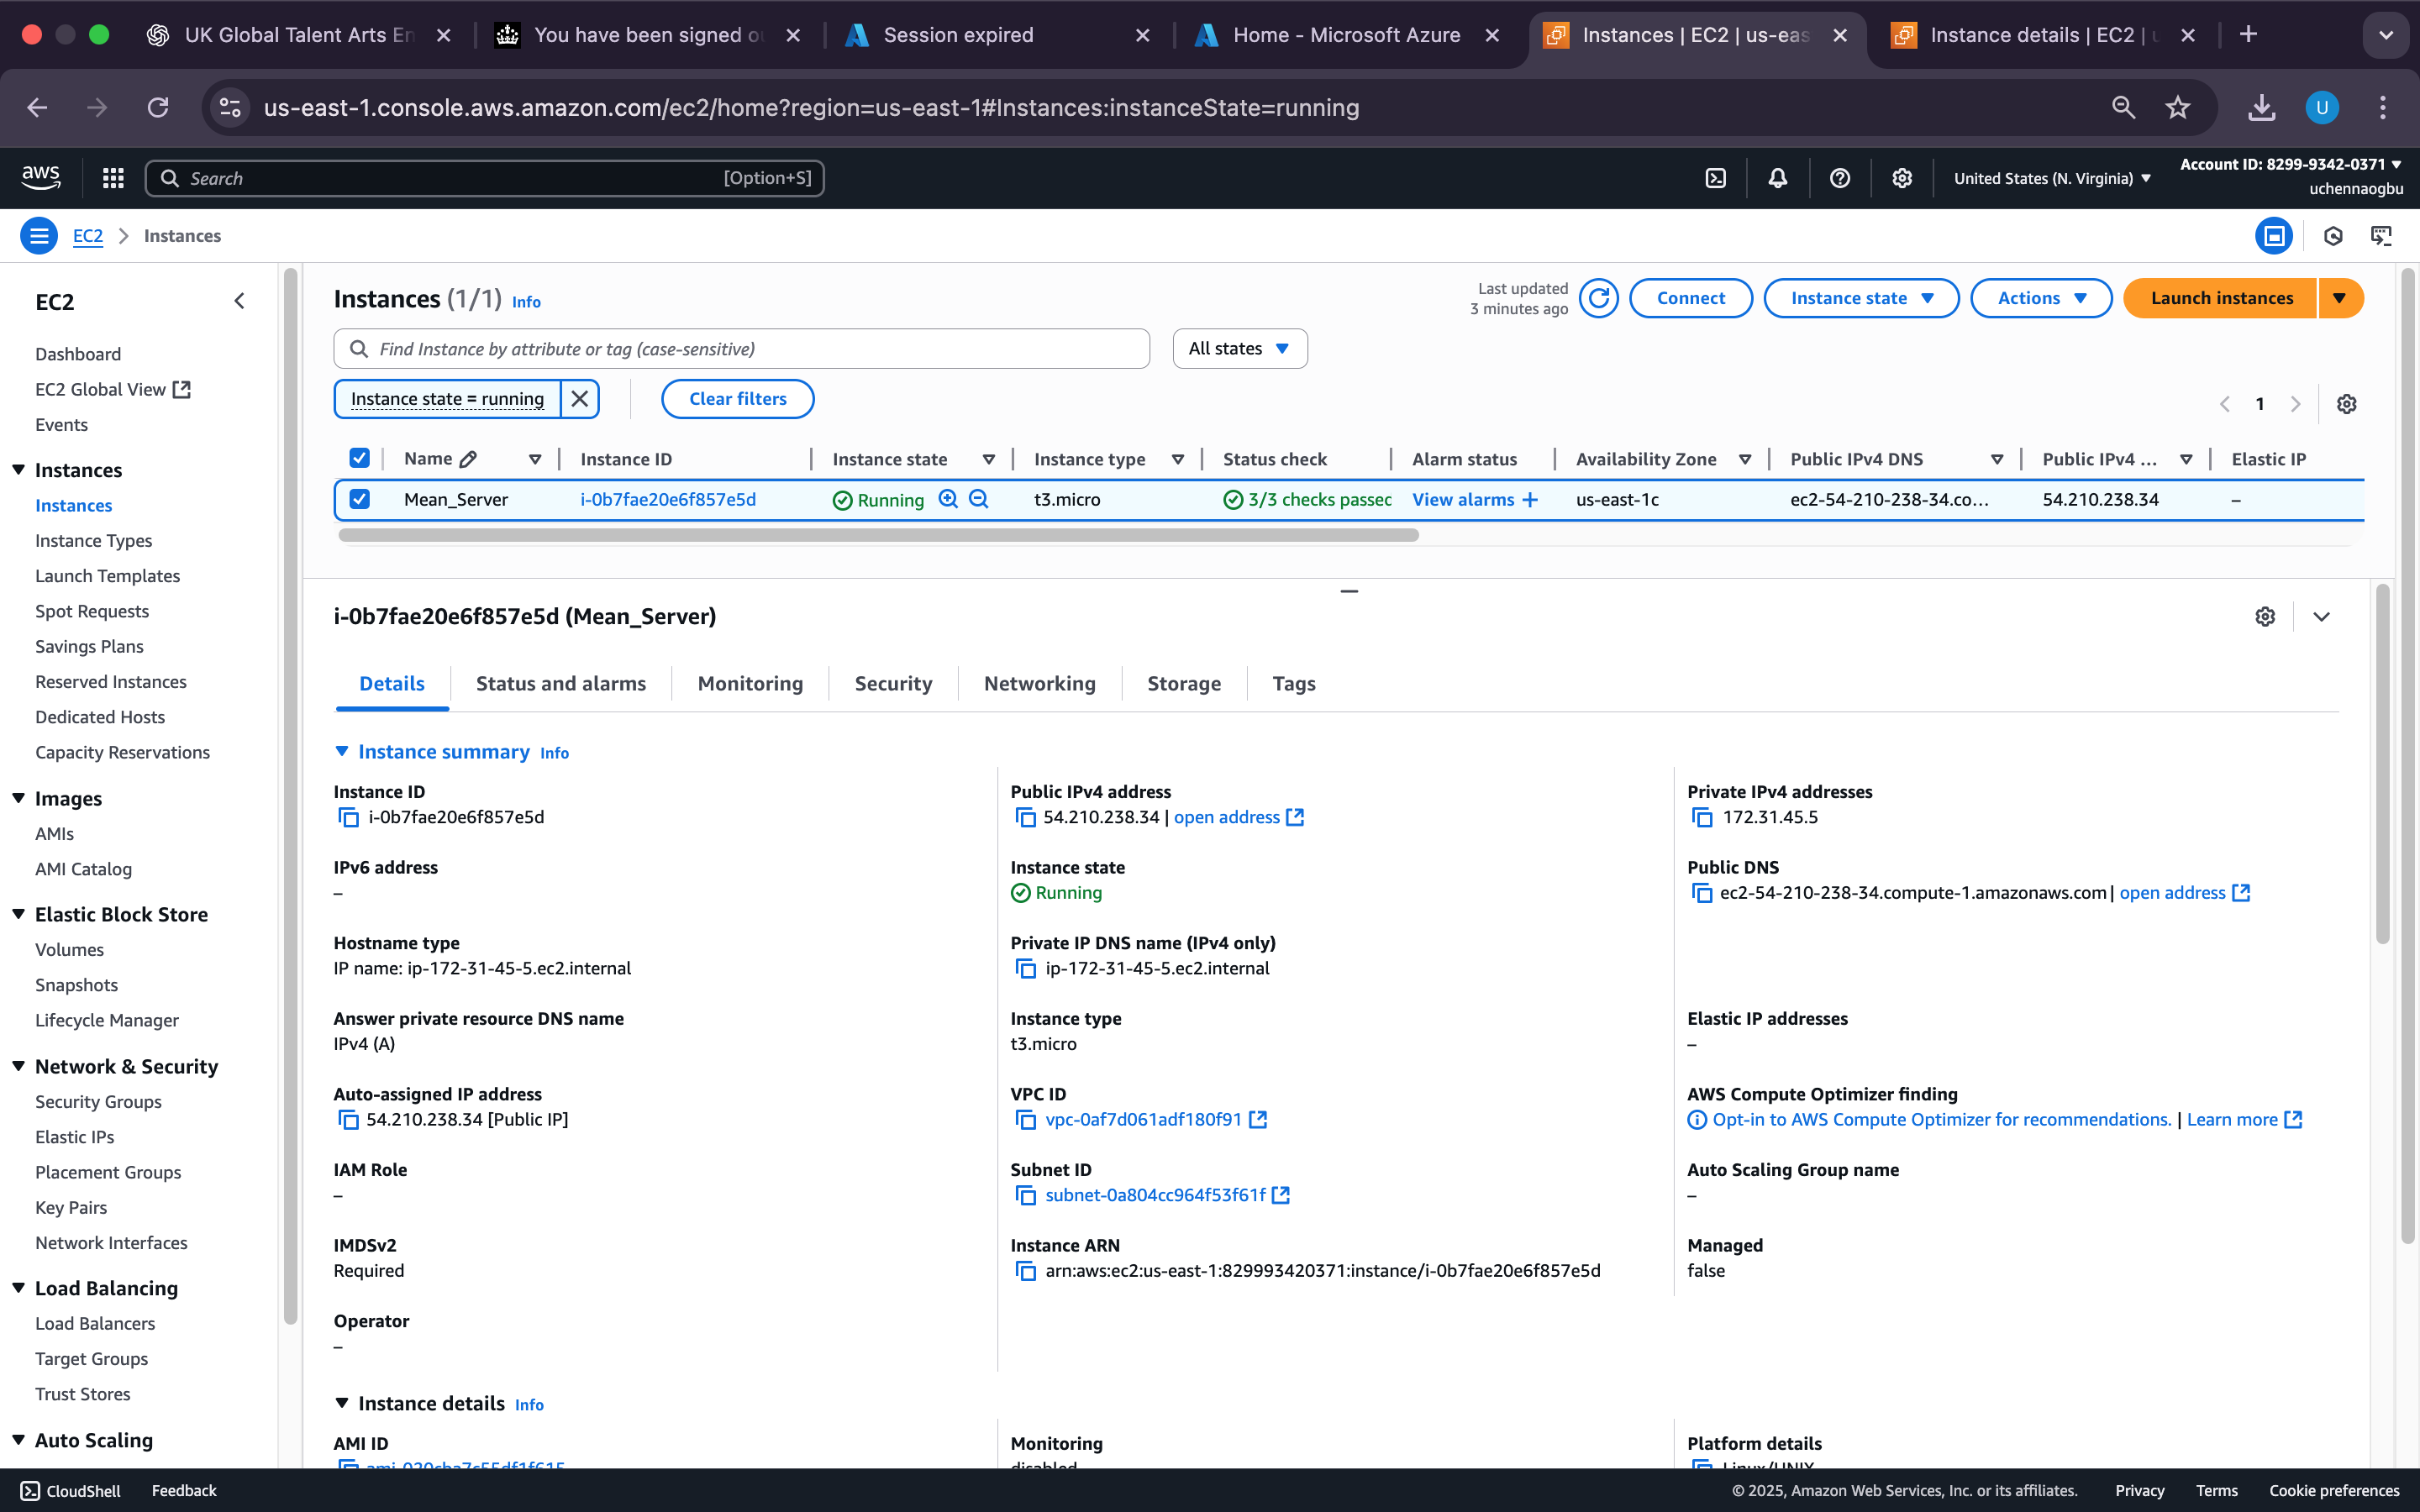 UK Global Talent Arts En
You have been signed o
Session expired
Home - Microsoft Azure
Instances | EC2 | us-eas
Instance details | EC2 | u
us-east-1.console.aws.amazon.com/ec2/home?region=us-east-1#Instances:instanceState=running
U
aws
Search
[Option+S]
United States (N. Virginia)
Account ID: 8299-9342-0371
uchennaogbu
EC2
Instances
EC2
Dashboard
EC2 Global View
Events
Instances
Instances
Instance Types
Launch Templates
Spot Requests
Savings Plans
Reserved Instances
Dedicated Hosts
Capacity Reservations
Images
AMIs
AMI Catalog
Elastic Block Store
Volumes
Snapshots
Lifecycle Manager
Network & Security
Security Groups
Elastic IPs
Placement Groups
Key Pairs
Network Interfaces
Load Balancing
Load Balancers
Target Groups
Trust Stores
Auto Scaling
Instances (1/1) Info
Last updated
3 minutes ago
Connect
Instance state
Actions
Launch instances
Find Instance by attribute or tag (case-sensitive)
All states
Instance state = running
Clear filters
1
Name
Instance ID
Instance state
Instance type
Status check
Alarm status
Availability Zone
Public IPv4 DNS
Public IPv4 ...
Elastic IP
Mean_Server
i-0b7fae20e6f857e5d
Running
t3.micro
3/3 checks passec
View alarms +
us-east-1c
ec2-54-210-238-34.co...
54.210.238.34
–
i-0b7fae20e6f857e5d (Mean_Server)
Details
Status and alarms
Monitoring
Security
Networking
Storage
Tags
Instance summary Info
Instance ID
i-0b7fae20e6f857e5d
Public IPv4 address
54.210.238.34 | open address
Private IPv4 addresses
172.31.45.5
IPv6 address
–
Instance state
Running
Public DNS
ec2-54-210-238-34.compute-1.amazonaws.com | open address
Hostname type
IP name: ip-172-31-45-5.ec2.internal
Private IP DNS name (IPv4 only)
ip-172-31-45-5.ec2.internal
Answer private resource DNS name
IPv4 (A)
Instance type
t3.micro
Elastic IP addresses
–
Auto-assigned IP address
54.210.238.34 [Public IP]
VPC ID
vpc-0af7d061adf180f91
AWS Compute Optimizer finding
Opt-in to AWS Compute Optimizer for recommendations. | Learn more
IAM Role
–
Subnet ID
subnet-0a804cc964f53f61f
Auto Scaling Group name
–
IMDSv2
Required
Instance ARN
arn:aws:ec2:us-east-1:829993420371:instance/i-0b7fae20e6f857e5d
Managed
false
Operator
–
Instance details Info
AMI ID
Monitoring
disabled
Platform details
Linux/UNIX
CloudShell
Feedback
© 2025, Amazon Web Services, Inc. or its affiliates.
Privacy
Terms
Cookie preferences